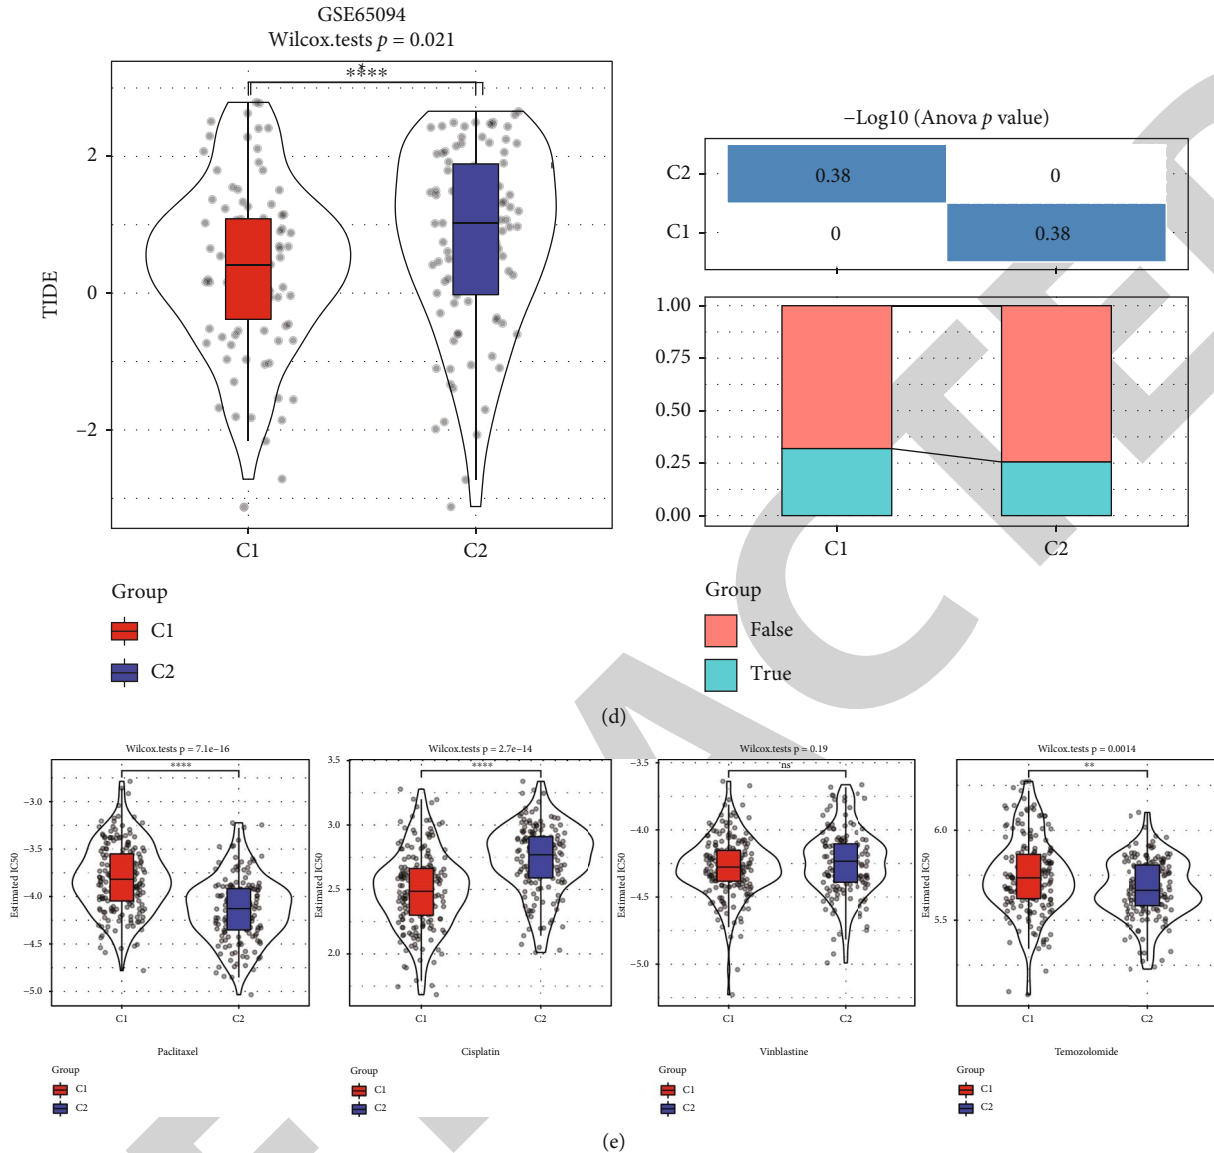 GSE65094
Wilcox.tests p = 0.021
*
****
TIDE
2
0
−2
C1
C2
Group
C1
C2
−Log10 (Anova p value)
C2
0.38
0
C1
0
0.38
1.00
0.75
0.50
0.25
0.00
C1
C2
Group
False
True
(d)
Wilcox.tests p = 7.1e−16
****
Estimated IC50
−3.0
−3.5
−4.0
−4.5
−5.0
C1
C2
Paclitaxel
Group
C1
C2
Wilcox.tests p = 2.7e−14
****
Estimated IC50
3.5
3.0
2.5
2.0
C1
C2
Cisplatin
Group
C1
C2
Wilcox.tests p = 0.19
ns
Estimated IC50
−3.5
−4.0
−4.5
−5.0
C1
C2
Vinblastine
Group
C1
C2
Wilcox.tests p = 0.0014
**
Estimated IC50
6.0
5.5
C1
C2
Temozolomide
Group
C1
C2
(e)